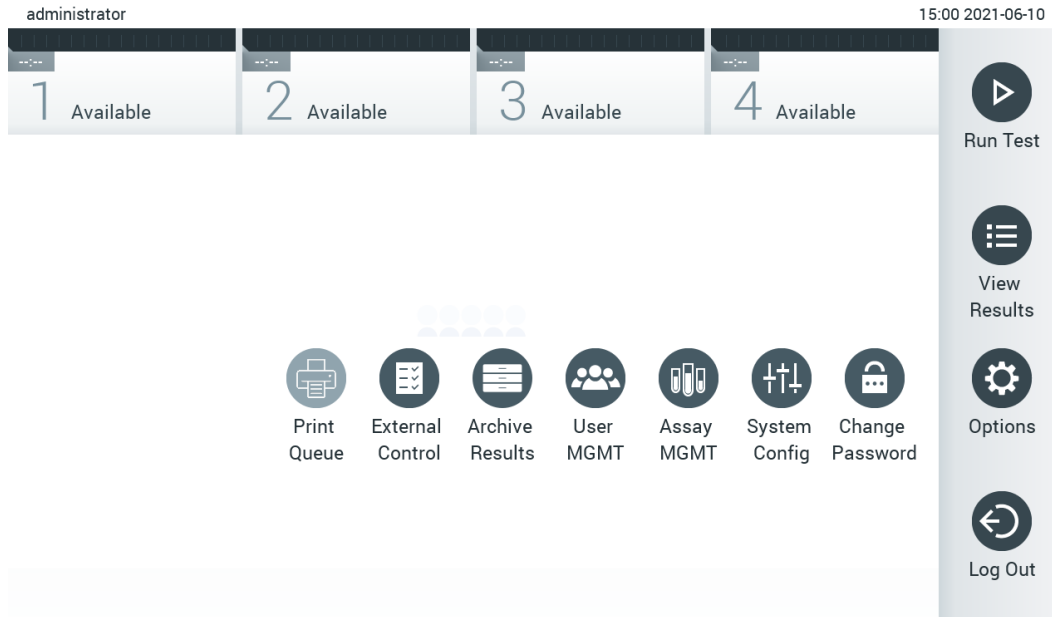 administrator 15:00 2021-06-10
--:-- --:-- --:-- --:--
1 Available 2 Available 3 Available 4 Available
Run Test
View
Results
Print External Archive User Assay System Change
Queue Control Results MGMT MGMT Config Password
Options
Log Out